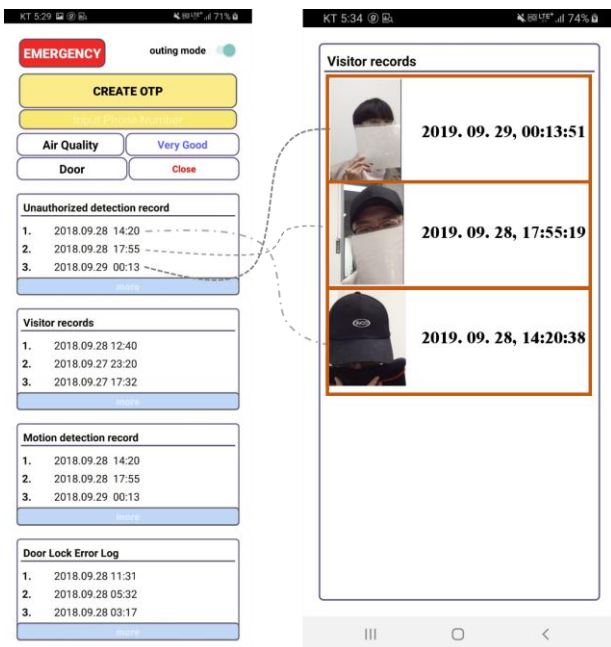 KT 5:29
71%
EMERGENCY
outing mode
CREATE OTP
Input Phone Number
Air Quality
Very Good
Door
Close
Unauthorized detection record
1. 2018.09.28 14:20
2. 2018.09.28 17:55
3. 2018.09.29 00:13
more
Visitor records
1. 2018.09.28 12:40
2. 2018.09.27 23:20
3. 2018.09.27 17:32
more
Motion detection record
1. 2018.09.28 14:20
2. 2018.09.28 17:55
3. 2018.09.29 00:13
more
Door Lock Error Log
1. 2018.09.28 11:31
2. 2018.09.28 05:32
3. 2018.09.28 03:17
more
KT 5:34
74%
Visitor records
2019. 09. 29, 00:13:51
2019. 09. 28, 17:55:19
2019. 09. 28, 14:20:38